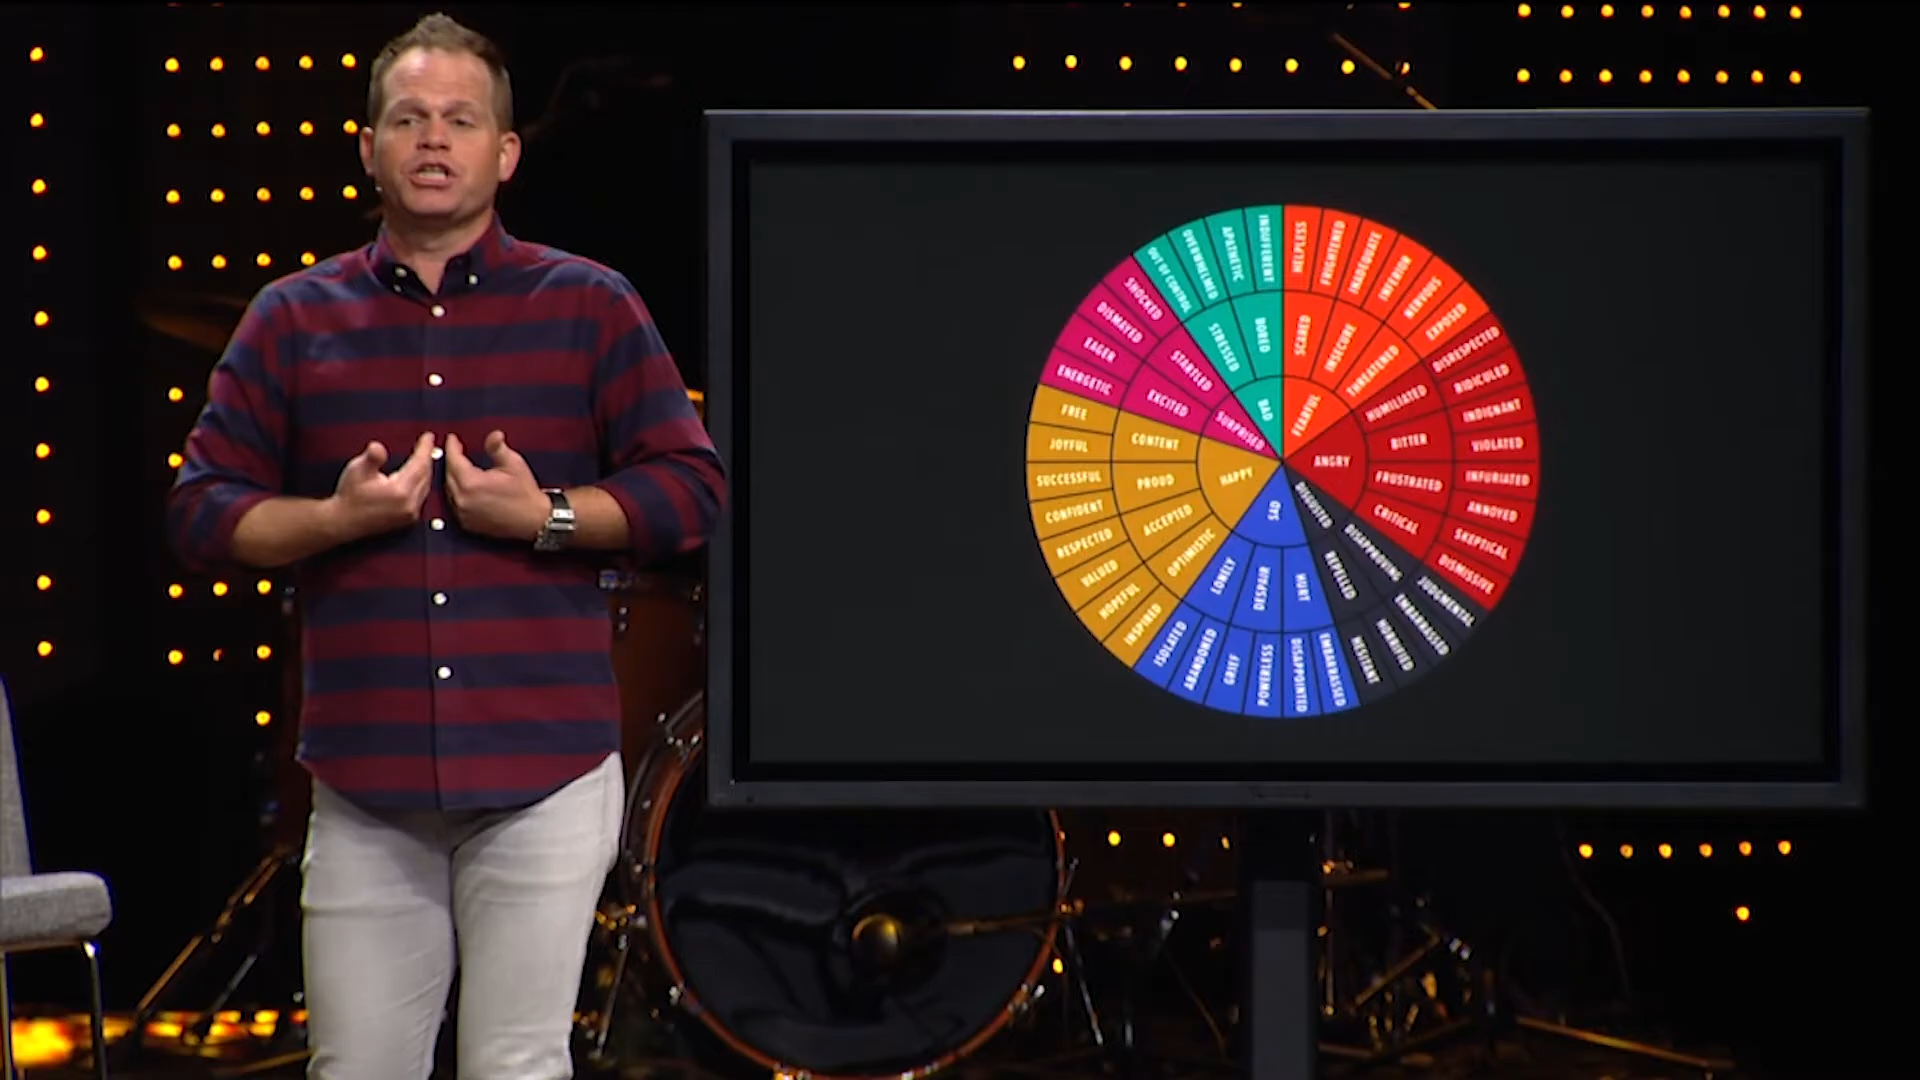 HELPLESS
FRIGHTENED
INADEQUATE
INFERIOR
NERVOUS
EXPOSED
DISRESPECTED
RIDICULED
INDIGNANT
VIOLATED
INFURIATED
ANNOYED
SKEPTICAL
DISMISSIVE
JUDGMENTAL
EMBARRASSED
HORRIFIED
HESITANT
EMBARRASSED
DISAPPOINTED
POWERLESS
GRIEF
ABANDONED
ISOLATED
INSPIRED
HOPEFUL
VALUED
RESPECTED
CONFIDENT
SUCCESSFUL
JOYFUL
FREE
ENERGETIC
EAGER
DISMAYED
SHOCKED
OUT OF CONTROL
OVERWHELMED
APATHETIC
INDIFFERENT
SCARED
INSECURE
THREATENED
HUMILIATED
BITTER
FRUSTRATED
CRITICAL
DISAPPROVING
REPELLED
HURT
DESPAIR
LONELY
OPTIMISTIC
ACCEPTED
PROUD
CONTENT
EXCITED
STARTLED
STRESSED
BORED
FEARFUL
ANGRY
DISGUSTED
SAD
HAPPY
SURPRISED
BAD